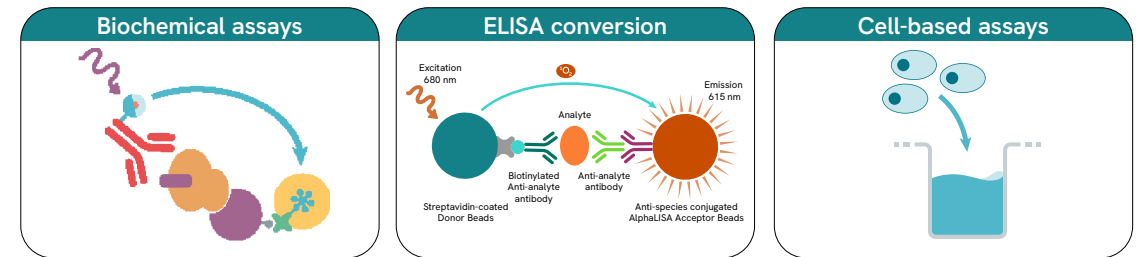 Biochemical assays
ELISA conversion
Excitation
680 nm
¹O₂
Emission
615 nm
Analyte
Biotinylated
Anti-analyte
antibody
Anti-analyte
antibody
Streptavidin-coated
Donor Beads
Anti-species conjugated
AlphaLISA Acceptor Beads
Cell-based assays